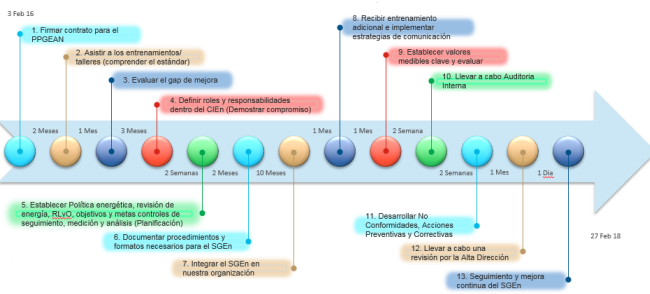 3 Feb 16
1. Firmar contrato para el
PPGEAN
2. Asistir a los entrenamientos/
talleres (comprender el estándar)
3. Evaluar el gap de mejora
4. Definir roles y responsabilidades
dentro del CIEn (Demostrar compromiso)
8. Recibir entrenamiento
adicional e implementar
estrategias de comunicación
9. Establecer valores
medibles clave y evaluar
10. Llevar a cabo Auditoria
Interna
2 Meses
1 Mes
3 Meses
1 Mes
1 Mes
2 Semana
2 Semanas
2 Meses
10 Meses
2 Semanas
1 Mes
1 Día
5. Establecer Política energética, revisión de
energía, RLvO, objetivos y metas controles de
seguimiento, medición y análisis (Planificación)
6. Documentar procedimientos y
formatos necesarios para el SGEn
7. Integrar el SGEn en
nuestra organización
11. Desarrollar No
Conformidades, Acciones
Preventivas y Correctivas
12. Llevar a cabo una
revisión por la Alta Dirección
13. Seguimiento y mejora
continua del SGEn
27 Feb 18